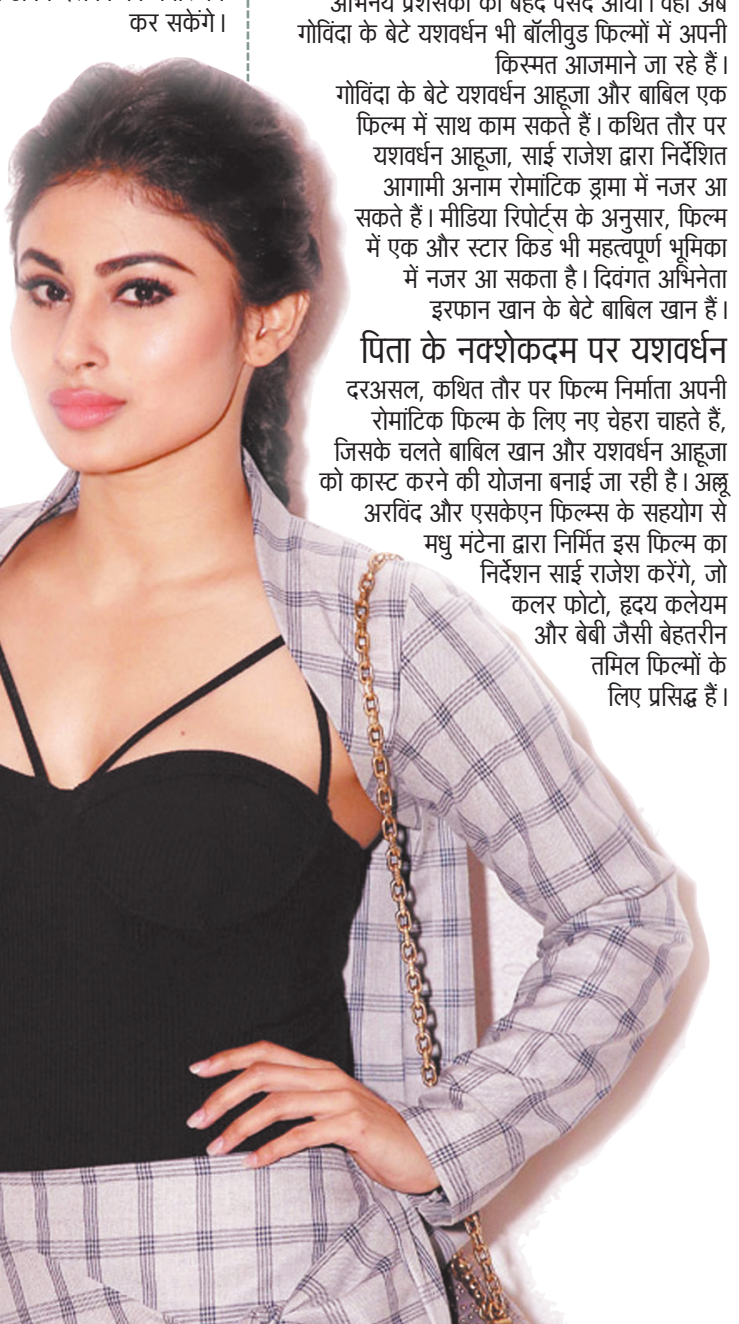 कर सकेंगे।
अभिनय प्रशंसकों को बेहद पसंद आया। वहीं अब
गोविंदा के बेटे यशवर्धन भी बॉलीवुड फिल्मों में अपनी
किस्मत आजमाने जा रहे हैं।
गोविंदा के बेटे यशवर्धन आहूजा और बाबिल एक
फिल्म में साथ काम सकते हैं। कथित तौर पर
यशवर्धन आहूजा, साई राजेश द्वारा निर्देशित
आगामी अनाम रोमांटिक ड्रामा में नजर आ
सकते हैं। मीडिया रिपोर्ट्स के अनुसार, फिल्म
में एक और स्टार किड भी महत्वपूर्ण भूमिका
में नजर आ सकता है। दिवंगत अभिनेता
इरफान खान के बेटे बाबिल खान हैं।
पिता के नक्शेकदम पर यशवर्धन
दरअसल, कथित तौर पर फिल्म निर्माता अपनी
रोमांटिक फिल्म के लिए नए चेहरा चाहते हैं,
जिसके चलते बाबिल खान और यशवर्धन आहूजा
को कास्ट करने की योजना बनाई जा रही है। अल्लू
अरविंद और एसकेएन फिल्म्स के सहयोग से
मधु मंटेना द्वारा निर्मित इस फिल्म का
निर्देशन साई राजेश करेंगे, जो
कलर फोटो, हृदय कलेयम
और बेबी जैसी बेहतरीन
तमिल फिल्मों के
लिए प्रसिद्ध हैं।